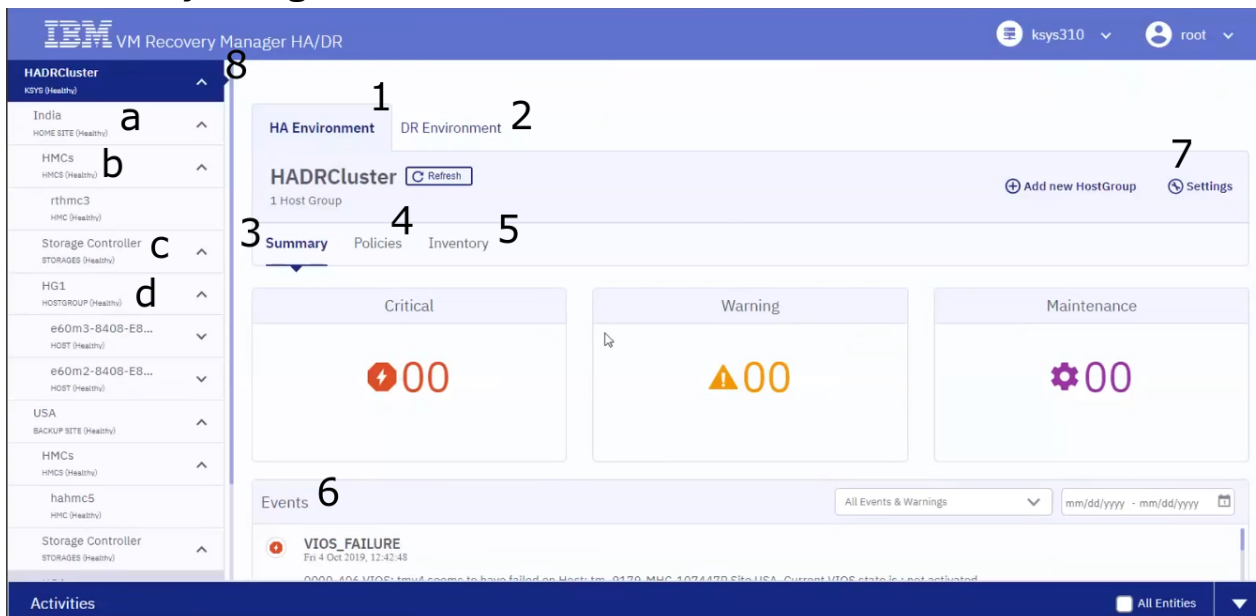 IBM VM Recovery Manager HA/DR
ksys310
root
HADRCluster
KSYS (Healthy)
8
India
HOME SITE (Healthy)
a
HMCs
HMCS (Healthy)
b
rthmc3
HMC (Healthy)
Storage Controller
STORAGES (Healthy)
c
HG1
HOSTGROUP (Healthy)
d
e60m3-8408-E8...
HOST (Healthy)
e60m2-8408-E8...
HOST (Healthy)
USA
BACKUP SITE (Healthy)
HMCs
HMCS (Healthy)
hahmc5
HMC (Healthy)
Storage Controller
STORAGES (Healthy)
1
HA Environment
DR Environment 2
HADRCluster Refresh
1 Host Group
Add new HostGroup
7
Settings
3 Summary
4
Policies
Inventory 5
Critical
00
Warning
00
Maintenance
00
Events 6
All Events & Warnings
mm/dd/yyyy - mm/dd/yyyy
VIOS_FAILURE
Fri 4 Oct 2019, 12:42:48
Activities
All Entities